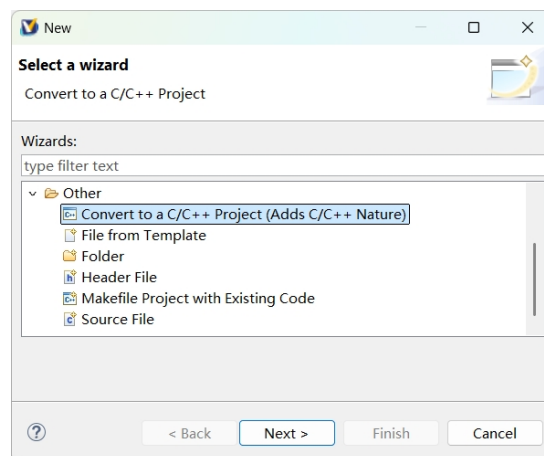 New
Select a wizard
Convert to a C/C++ Project
Wizards:
type filter text
Other
Convert to a C/C++ Project (Adds C/C++ Nature)
File from Template
Folder
Header File
Makefile Project with Existing Code
Source File
< Back Next > Finish Cancel